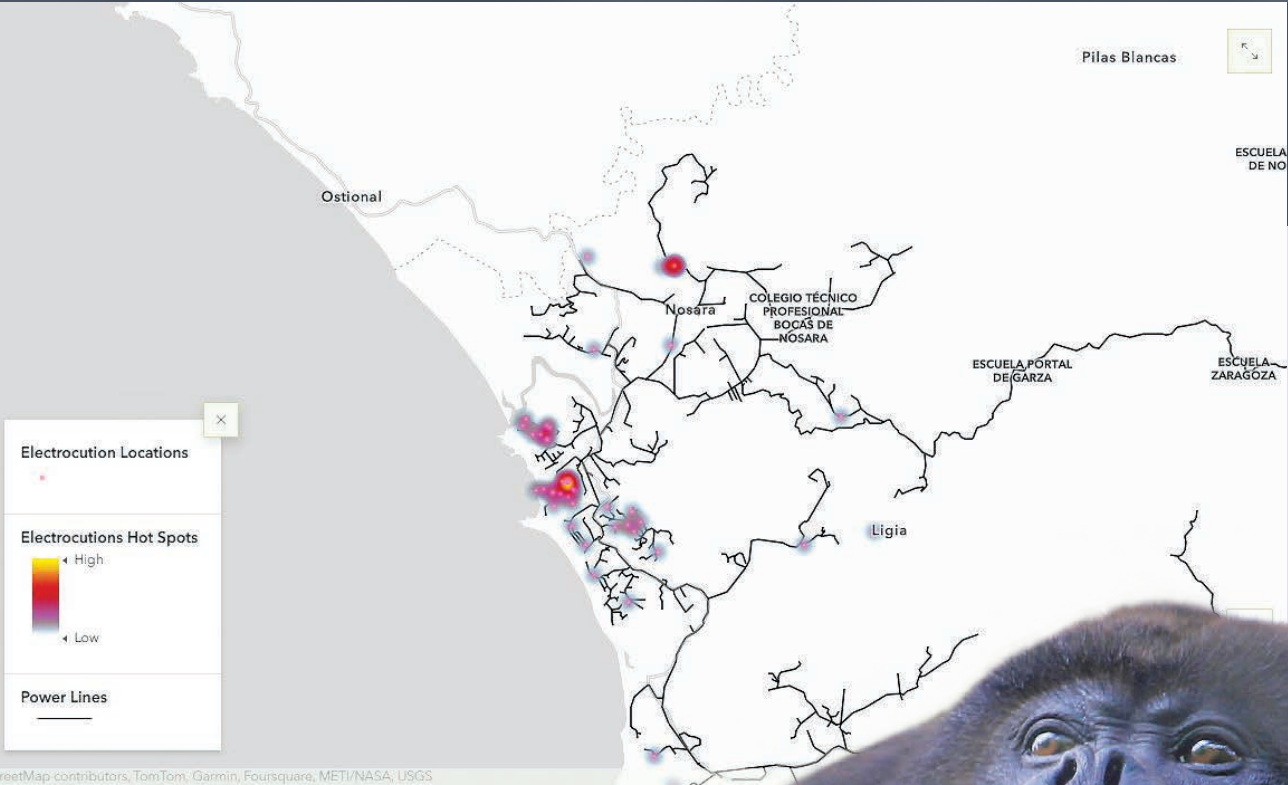 Pilas Blancas
ESCUELA
DE NO
Ostional
Nosara
COLEGIO TÉCNICO
PROFESIONAL
BOCAS DE
NOSARA
ESCUELA PORTAL
DE GARZA
ESCUELA
ZARAGOZA
Ligia
Electrocution Locations
Electrocutions Hot Spots
High
Low
Power Lines
reetMap contributors, TomTom, Garmin, Foursquare, METI/NASA, USGS